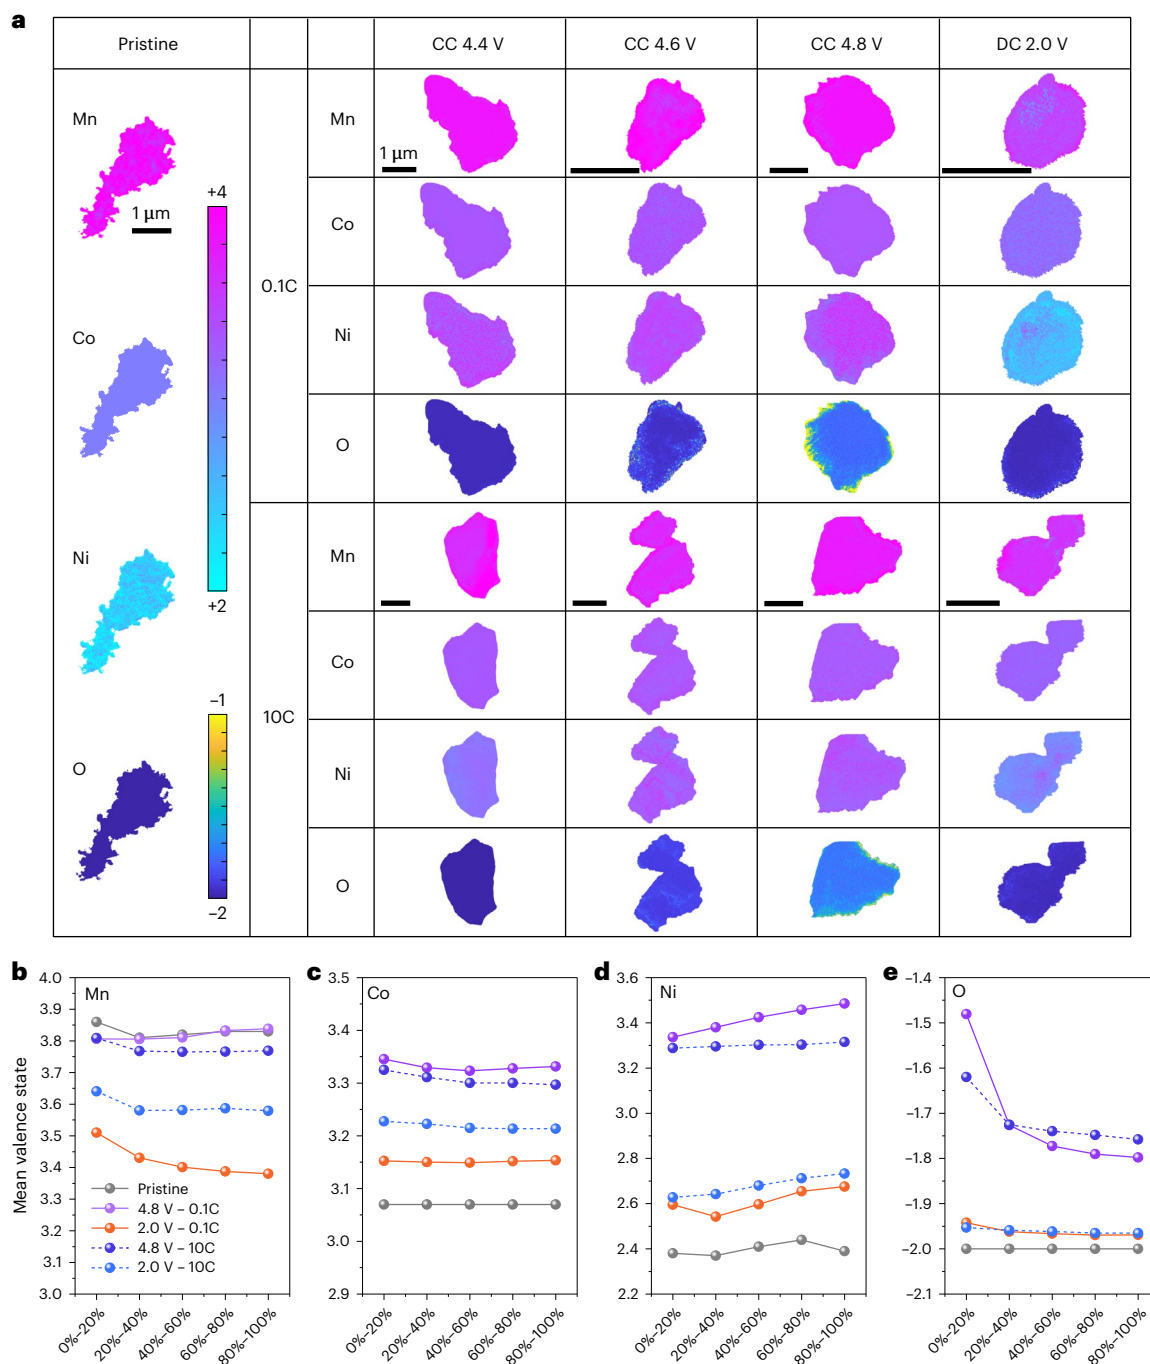 a
Pristine
CC 4.4 V
CC 4.6 V
CC 4.8 V
DC 2.0 V
Mn
1 µm
Co
Ni
O
+4
+2
−1
−2
0.1C
Mn
1 µm
Co
Ni
O
10C
Mn
Co
Ni
O
b
Mn
Mean valence state
4.0
3.9
3.8
3.7
3.6
3.5
3.4
3.3
3.2
3.1
3.0
Pristine
4.8 V – 0.1C
2.0 V – 0.1C
4.8 V – 10C
2.0 V – 10C
0%–20%
20%–40%
40%–60%
60%–80%
80%–100%
c
Co
3.5
3.4
3.3
3.2
3.1
3.0
2.9
0%–20%
20%–40%
40%–60%
60%–80%
80%–100%
d
Ni
3.6
3.4
3.2
3.0
2.8
2.6
2.4
2.2
0%–20%
20%–40%
40%–60%
60%–80%
80%–100%
e
O
−1.4
−1.5
−1.6
−1.7
−1.8
−1.9
−2.0
−2.1
0%–20%
20%–40%
40%–60%
60%–80%
80%–100%